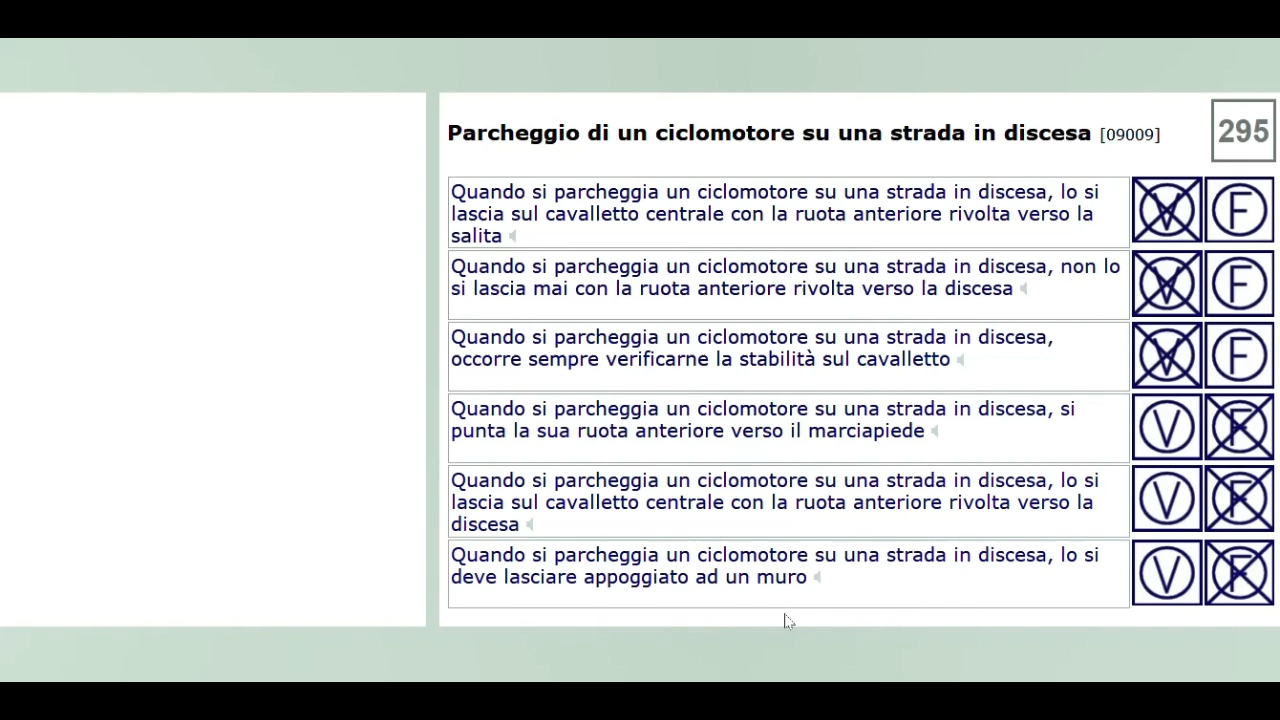 Parcheggio di un ciclomotore su una strada in discesa [09009]
295
Quando si parcheggia un ciclomotore su una strada in discesa, lo si
lascia sul cavalletto centrale con la ruota anteriore rivolta verso la
salita
V F
Quando si parcheggia un ciclomotore su una strada in discesa, non lo
si lascia mai con la ruota anteriore rivolta verso la discesa
V F
Quando si parcheggia un ciclomotore su una strada in discesa,
occorre sempre verificarne la stabilità sul cavalletto
V F
Quando si parcheggia un ciclomotore su una strada in discesa, si
punta la sua ruota anteriore verso il marciapiede
V F
Quando si parcheggia un ciclomotore su una strada in discesa, lo si
lascia sul cavalletto centrale con la ruota anteriore rivolta verso la
discesa
V F
Quando si parcheggia un ciclomotore su una strada in discesa, lo si
deve lasciare appoggiato ad un muro
V F